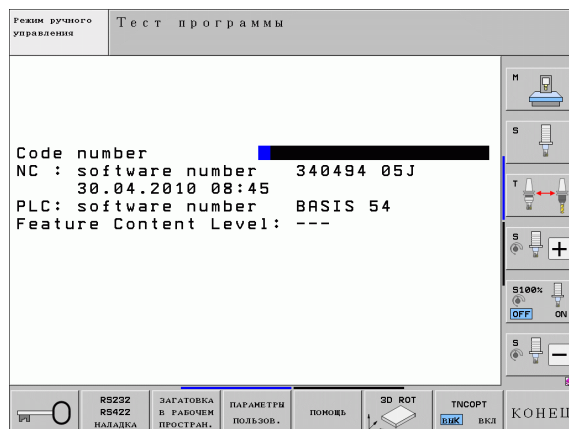 Режим ручного
управления
Тест программы
M
S
Code number
NC : software number 340494 05J
30.04.2010 08:45
PLC: software number BASIS 54
Feature Content Level: ---
T
S
+
S100%
OFF ON
S
-
RS232
RS422
НАЛАДКА
ЗАГАТОВКА
В РАБОЧЕМ
ПРОСТРАН.
ПАРАМЕТРЫ
ПОЛЬЗОВ.
ПОМОЩЬ
3D ROT
TNCOPT
ВЫК ВКЛ
КОНЕЦ